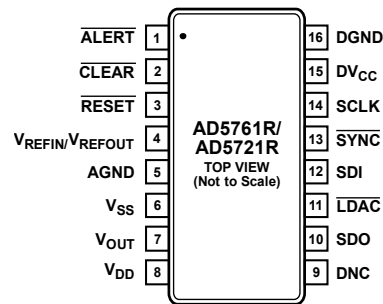 ALERT 1
CLEAR 2
RESET 3
VREFIN/VREFOUT 4
AGND 5
VSS 6
VOUT 7
VDD 8
AD5761R/
AD5721R
TOP VIEW
(Not to Scale)
16 DGND
15 DVCC
14 SCLK
13 SYNC
12 SDI
11 LDAC
10 SDO
9 DNC